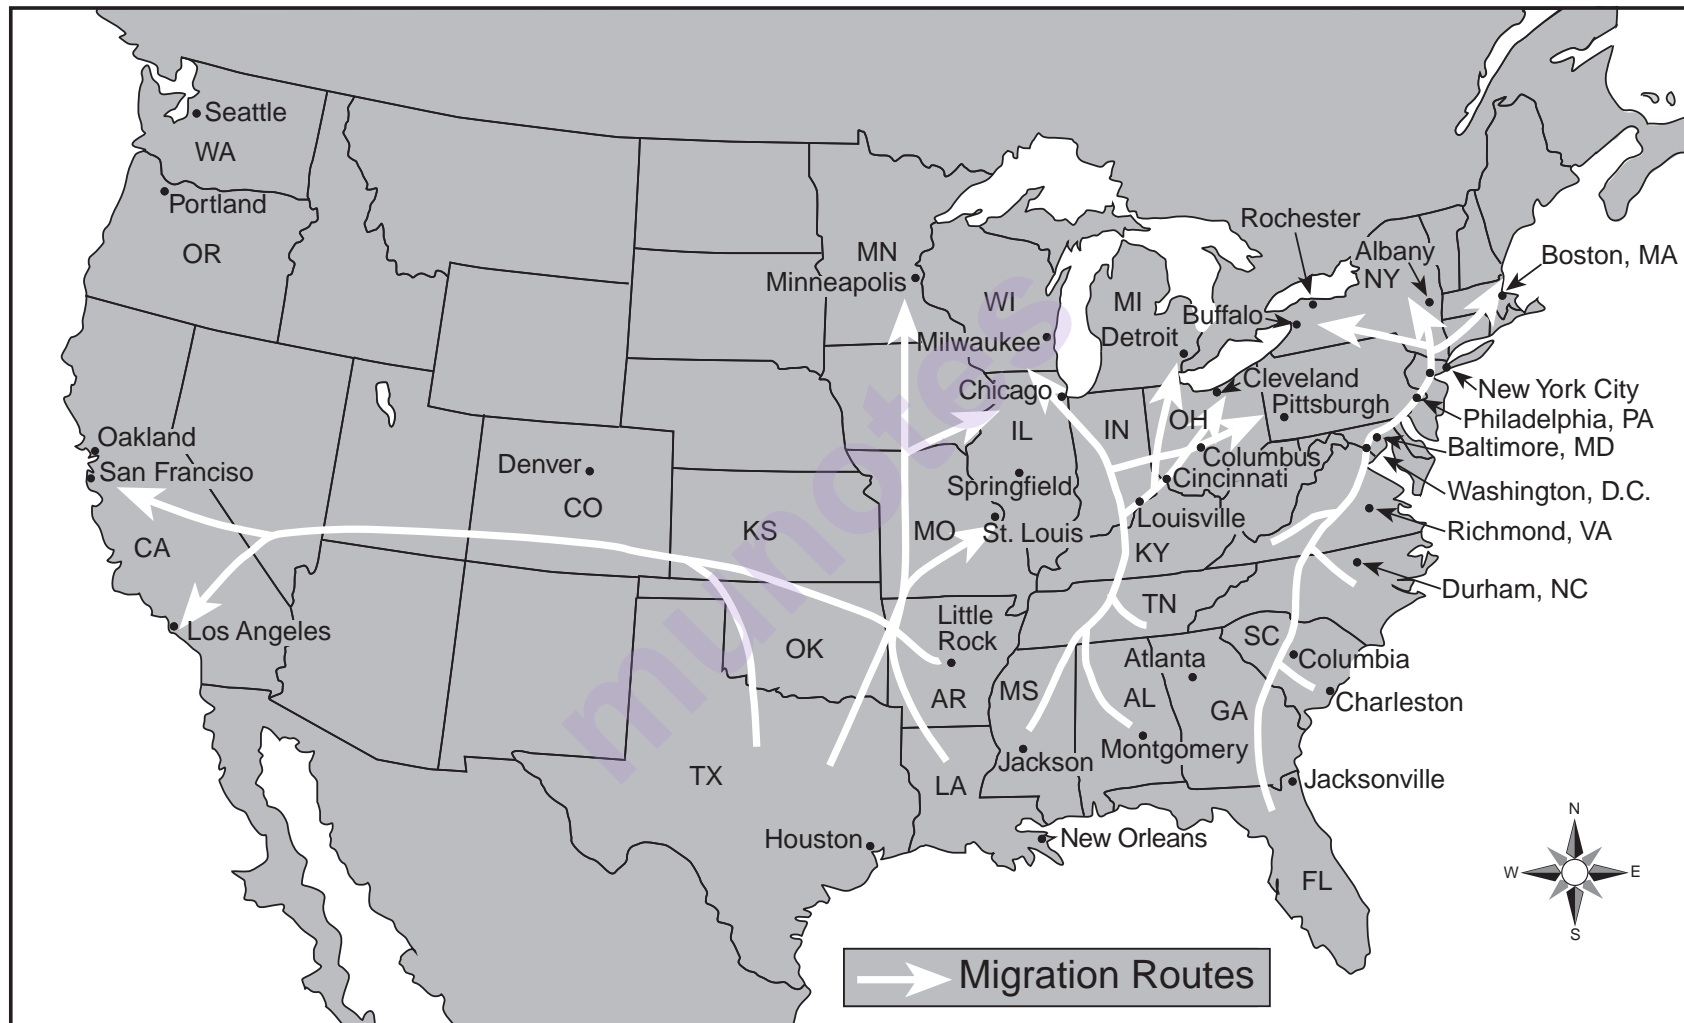 Seattle
WA
Portland
OR
Rochester
MN
Albany
NY
Boston, MA
Minneapolis
WI
MI
Buffalo
Milwaukee
Detroit
Chicago
Cleveland
New York City
Pittsburgh
Philadelphia, PA
IL
IN
OH
Oakland
Baltimore, MD
San Franciso
Denver
Columbus
Springfield
Cincinnati
Washington, D.C.
CO
KS
MO
St. Louis
Louisville
Richmond, VA
CA
KY
Durham, NC
Los Angeles
Little
Rock
TN
OK
SC
Atlanta
Columbia
AR
MS
AL
GA
Charleston
Montgomery
Jackson
TX
LA
Jacksonville
Houston
New Orleans
FL
N
W
E
S
Migration Routes
munotes